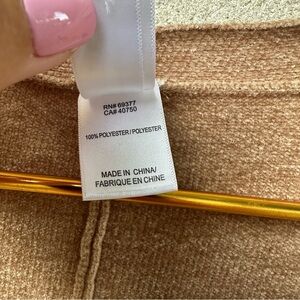 RN# 69377
CA# 40750
100% POLYESTER / POLYESTER
MADE IN CHINA/
FABRIQUE EN CHINE